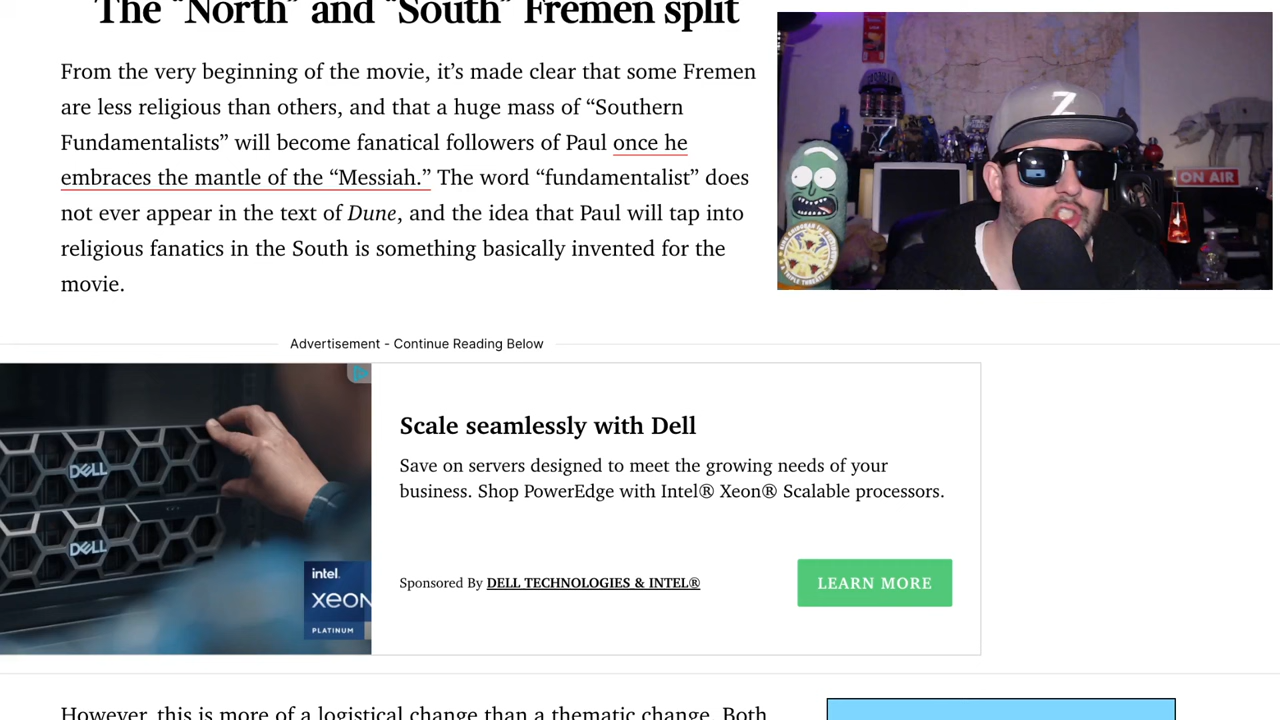 The “North” and “South” Fremen split
From the very beginning of the movie, it’s made clear that some Fremen
are less religious than others, and that a huge mass of “Southern
Fundamentalists” will become fanatical followers of Paul once he
embraces the mantle of the “Messiah.” The word “fundamentalist” does
not ever appear in the text of Dune, and the idea that Paul will tap into
religious fanatics in the South is something basically invented for the
movie.
Z
ON AIR
Advertisement - Continue Reading Below
DELL
DELL
intel.
xeon
PLATINUM
Scale seamlessly with Dell
Save on servers designed to meet the growing needs of your
business. Shop PowerEdge with Intel® Xeon® Scalable processors.
Sponsored By DELL TECHNOLOGIES & INTEL®
LEARN MORE
However, this is more of a logistical change than a thematic change. Both